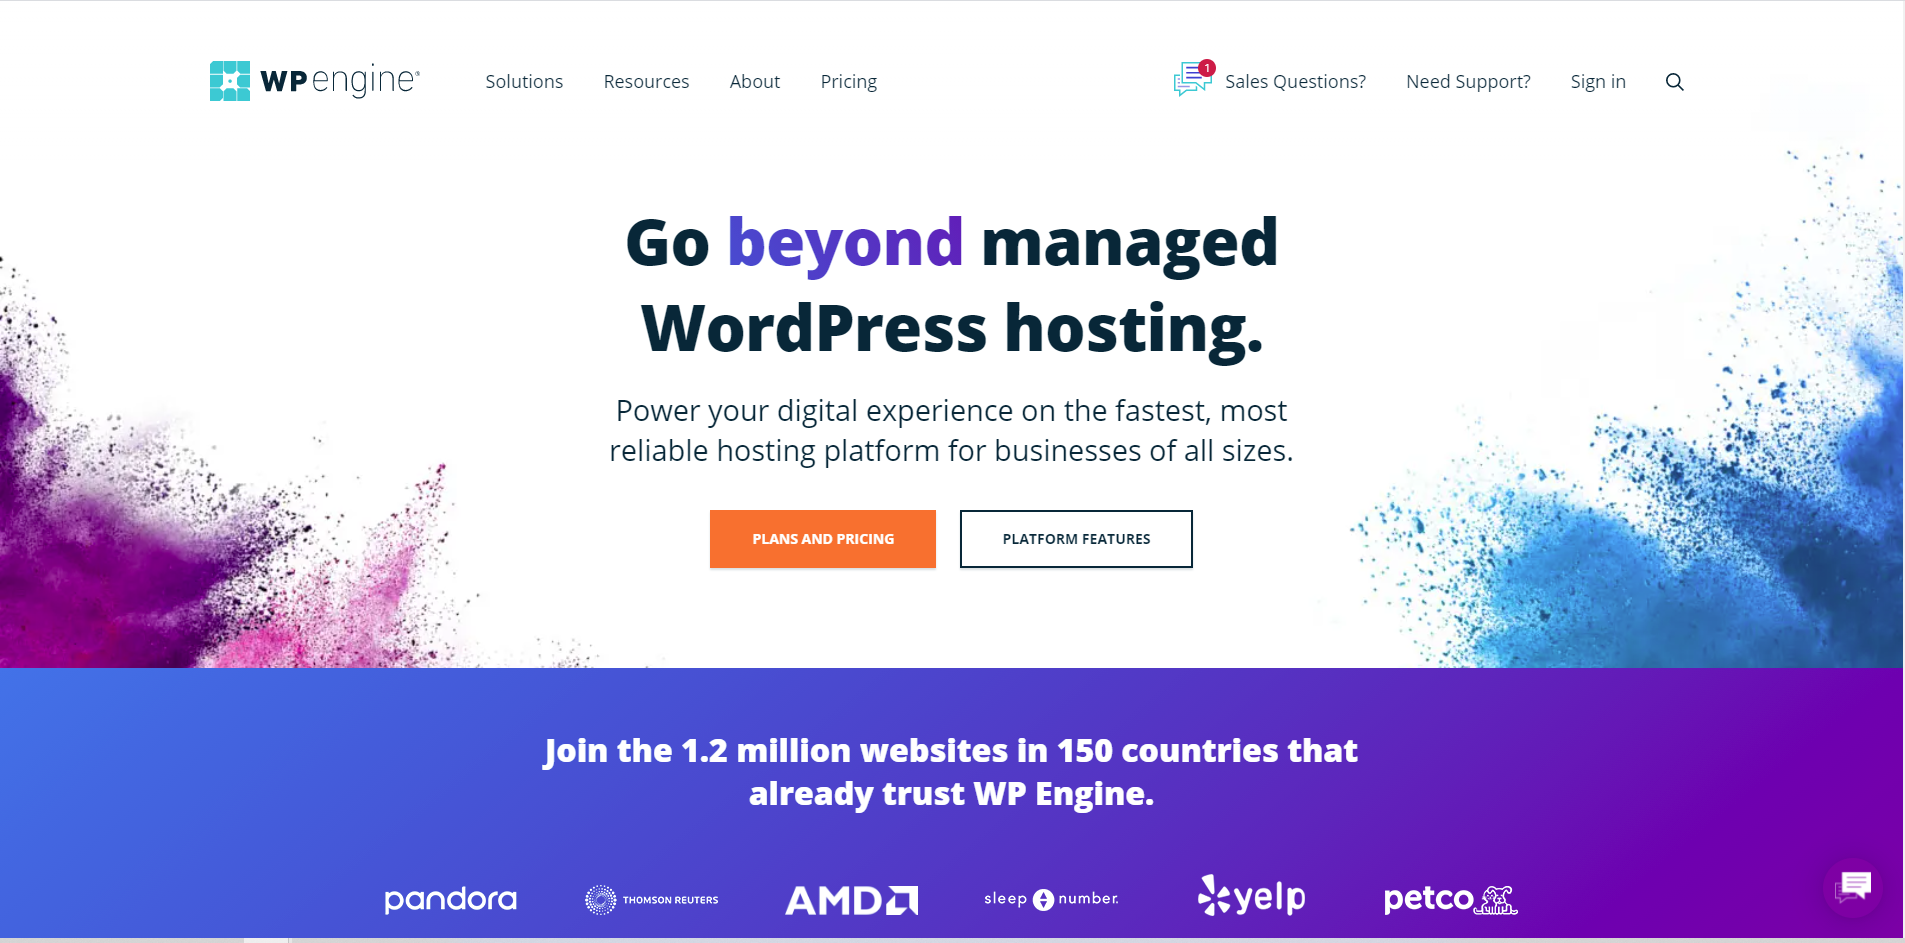 WP engine®
Solutions
Resources
About
Pricing
1
Sales Questions?
Need Support?
Sign in
Go beyond managed
WordPress hosting.
Power your digital experience on the fastest, most
reliable hosting platform for businesses of all sizes.
PLANS AND PRICING
PLATFORM FEATURES
Join the 1.2 million websites in 150 countries that
already trust WP Engine.
pandora
THOMSON REUTERS
AMD
sleep number.
yelp
petco